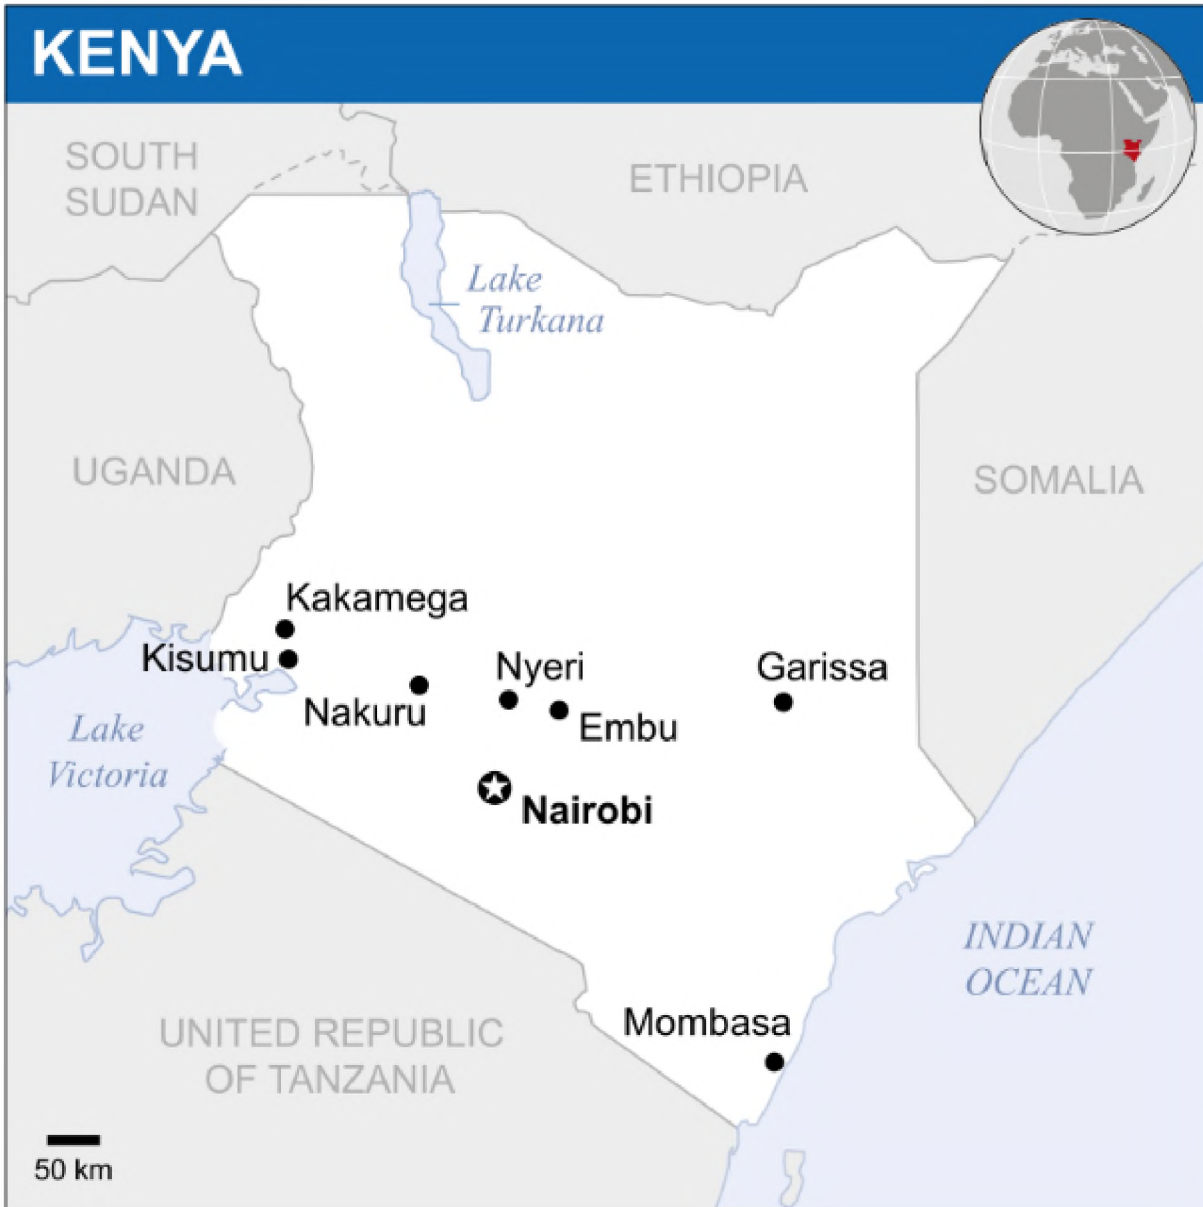 KENYA
SOUTH
SUDAN
ETHIOPIA
Lake
Turkana
UGANDA
SOMALIA
Kakamega
Kisumu
Nyeri
Garissa
Nakuru
Embu
Lake
Victoria
Nairobi
INDIAN
OCEAN
Mombasa
UNITED REPUBLIC
OF TANZANIA
50 km